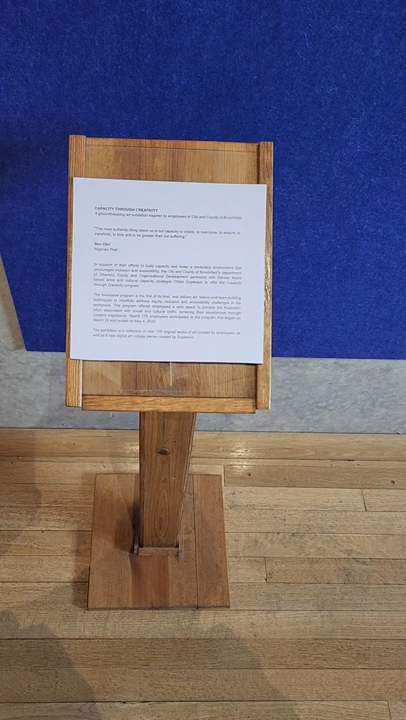 CAPACITY THROUGH CREATIVITY
A groundbreaking art exhibition inspired by employees of City and County of Broomfield
"The most authentic thing about us is our capacity to create, to overcome, to endure, to
transform, to love and to be greater than our suffering."
Ben Okri
Nigerian Poet
In support of their efforts to build capacity and foster a workplace environment that
encourages inclusion and accessibility, the City and County of Broomfield's department
of Diversity, Equity and Organizational Development partnered with Denver Metro
based artist and cultural capacity strategist to offer the Creativity
through Creativity program.
The innovative program is the first of its kind, and utilizes art, history and team-building
techniques to mindfully address equity, inclusion and accessibility challenges in the
workplace. The program offered employees a safe space to process the
often associated with social and cultural shifts, centering their experiences through
creative expression. Nearly 175 employees participated in the program that began on
March 20 and ended on May 4, 2022.
The exhibition is a collection of over 100 original works of art created by employees, as
well as new digital art collage pieces created by